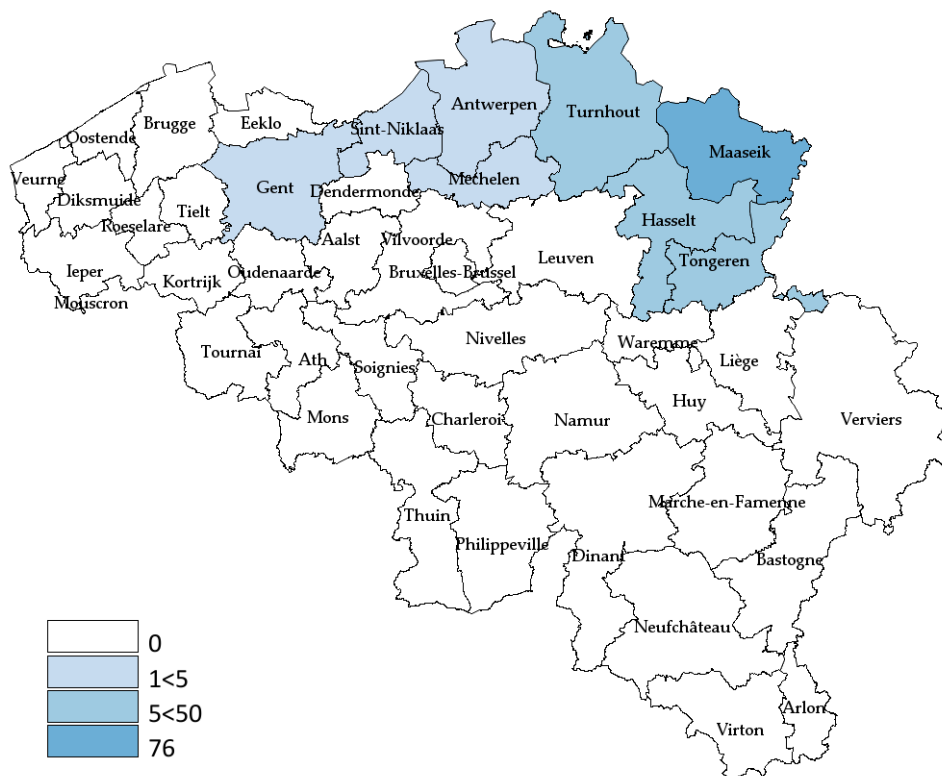 Antwerpen
Turnhout
Oostende
Brugge
Eeklo
Sint-Niklaas
Maaseik
Veurne
Diksmuide
Gent
Dendermonde
Mechelen
Tielt
Roeselare
Hasselt
Aalst
Vilvoorde
Leuven
Tongeren
Ieper
Kortrijk
Oudenaarde
Bruxelles-Brussel
Mouscron
Tournai
Ath
Soignies
Nivelles
Waremme
Liège
Mons
Charleroi
Namur
Huy
Verviers
Marche-en-Famenne
Thuin
Philippeville
Dinant
Bastogne
Neufchâteau
Arlon
Virton
0
1<5
5<50
76